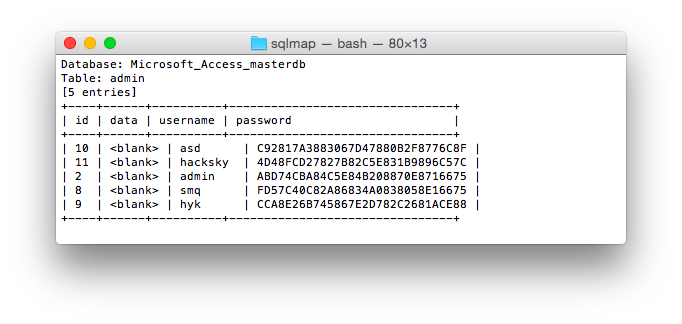 sqlmap — bash — 80×13
Database: Microsoft_Access_masterdb
Table: admin
[5 entries]
+----+------+----------+--------------------------------+
| id | data | username | password                       |
+----+------+----------+--------------------------------+
| 10 | <blank> | asd      | C92817A3883067D47880B2F8776C8F |
| 11 | <blank> | hacksky  | 4D48FCD27827B82C5E831B9896C57C |
| 2  | <blank> | admin    | ABD74CBA84C5E84B208870E8716675 |
| 8  | <blank> | smq      | FD57C40C82A86834A0838058E16675 |
| 9  | <blank> | hyk      | CCA8E26B745867E2D782C2681ACE88 |
+----+------+----------+--------------------------------+